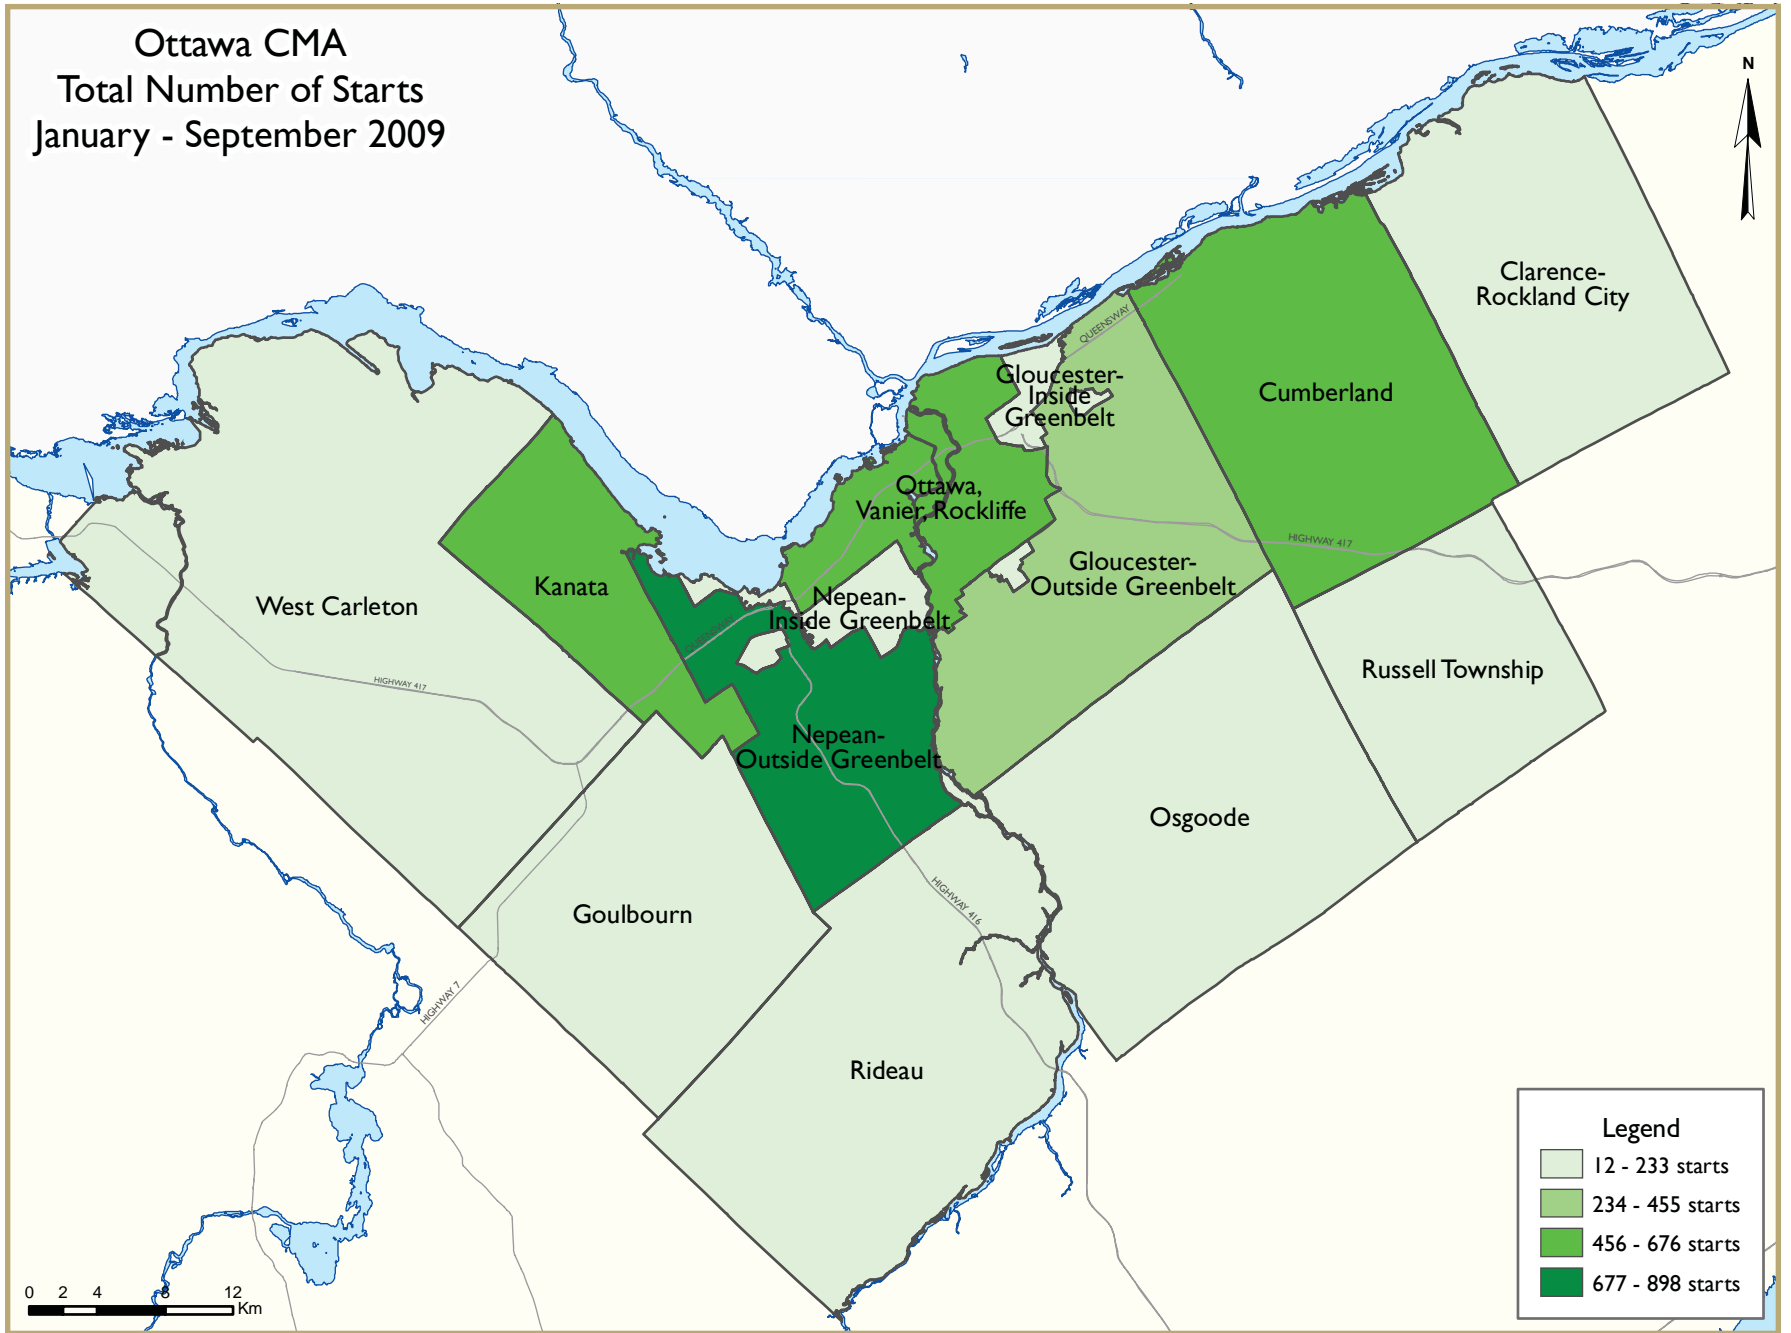 Ottawa CMA
Total Number of Starts
January - September 2009
N
Clarence-
Rockland City
QUEENSWAY
Gloucester-
Inside
Greenbelt
Cumberland
Ottawa,
Vanier, Rockliffe
HIGHWAY 417
Gloucester-
Outside Greenbelt
Kanata
West Carleton
Nepean-
Inside Greenbelt
QUEENSWAY
Russell Township
HIGHWAY 417
Nepean-
Outside Greenbelt
Osgoode
HIGHWAY 416
Goulbourn
HIGHWAY 7
Rideau
Legend
12 - 233 starts
234 - 455 starts
456 - 676 starts
677 - 898 starts
0 2 4 8 12
Km